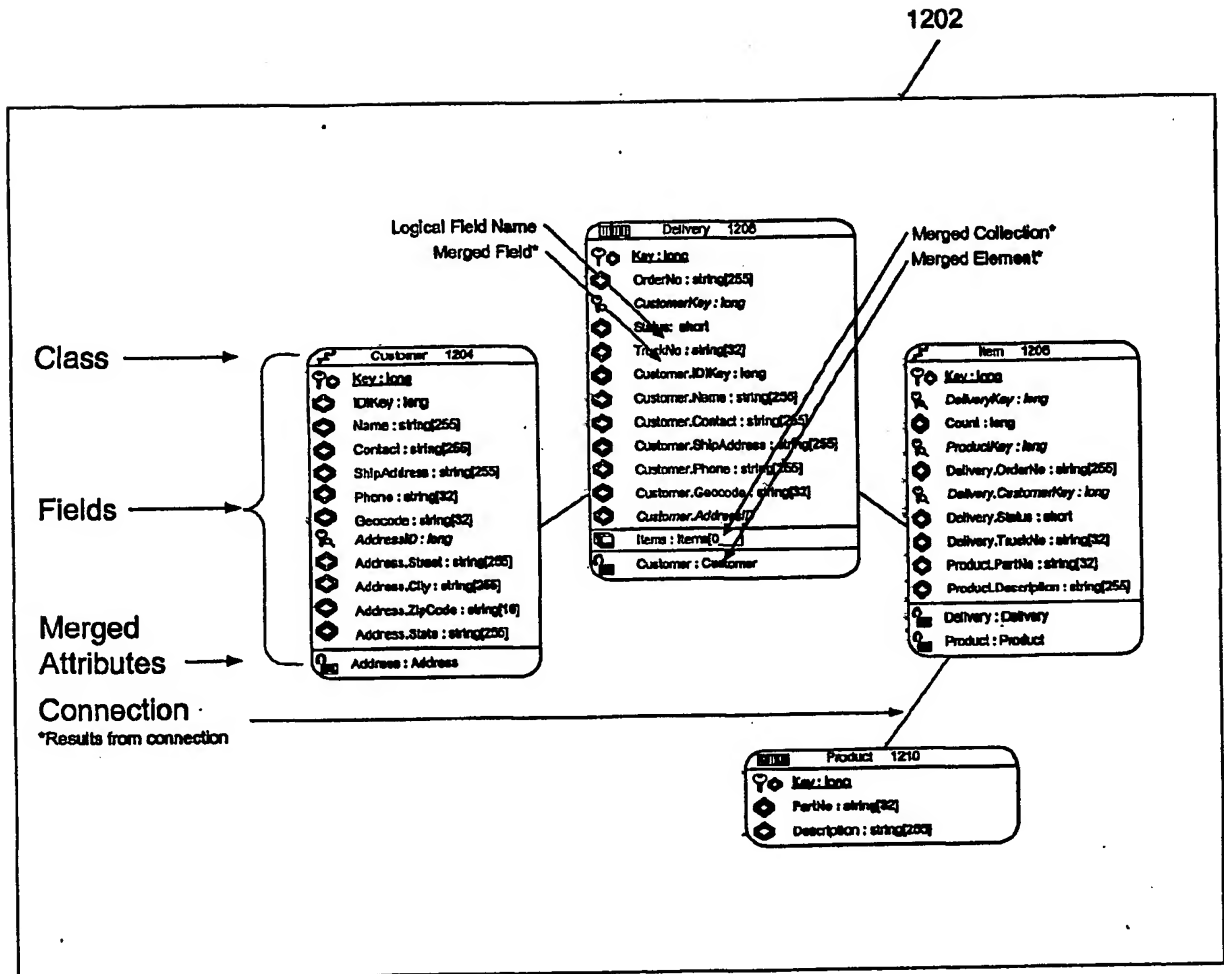 1202
Logical Field Name
Merged Field*
Merged Collection*
Merged Element*
Class
Fields
Merged
Attributes
Connection
*Results from connection
Customer 1204
Key : long
IDIKey : long
Name : string[255]
Contact : string[255]
ShipAddress : string[255]
Phone : string[32]
Geocode : string[32]
AddressID : long
Address.Street : string[255]
Address.City : string[255]
Address.ZipCode : string[16]
Address.State : string[255]
Address : Address
Delivery 1206
Key : long
OrderNo : string[255]
CustomerKey : long
Status: short
TruckNo : string[32]
Customer.IDIKey : long
Customer.Name : string[255]
Customer.Contact : string[255]
Customer.ShipAddress : string[255]
Customer.Phone : string[255]
Customer.Geocode : string[32]
Customer.AddressID
Items : Items[0__]
Customer : Customer
Item 1206
Key : long
DeliveryKey : long
Count : long
ProductKey : long
Delivery.OrderNo : string[255]
Delivery.CustomerKey : long
Delivery.Status : short
Delivery.TruckNo : string[32]
Product.PartNo : string[32]
Product.Description : string[255]
Delivery : Delivery
Product : Product
Product 1210
Key : long
PartNo : string[32]
Description : string[255]